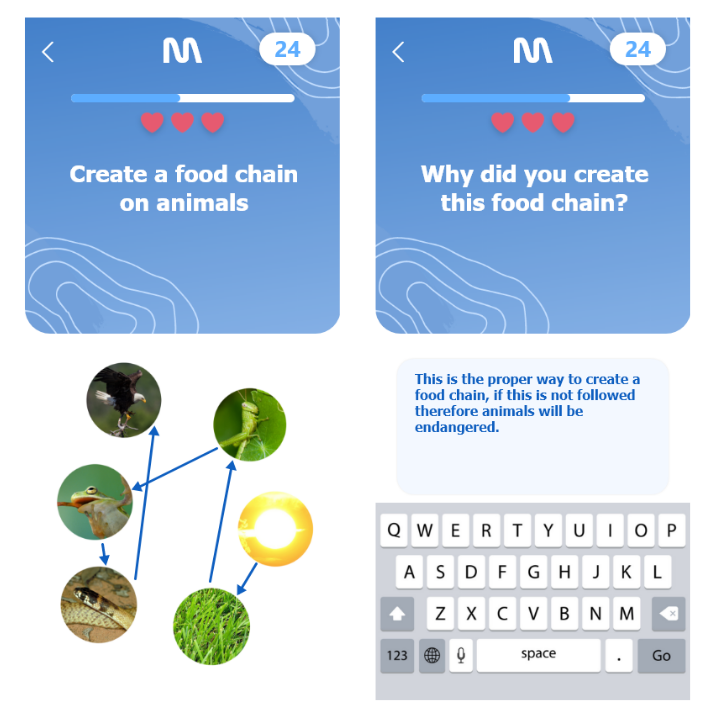 24
Create a food chain
on animals
24
Why did you create
this food chain?
This is the proper way to create a
food chain, if this is not followed
therefore animals will be
endangered.
Q W E R T Y U I O P
A S D F G H J K L
Z X C V B N M
123 space . Go